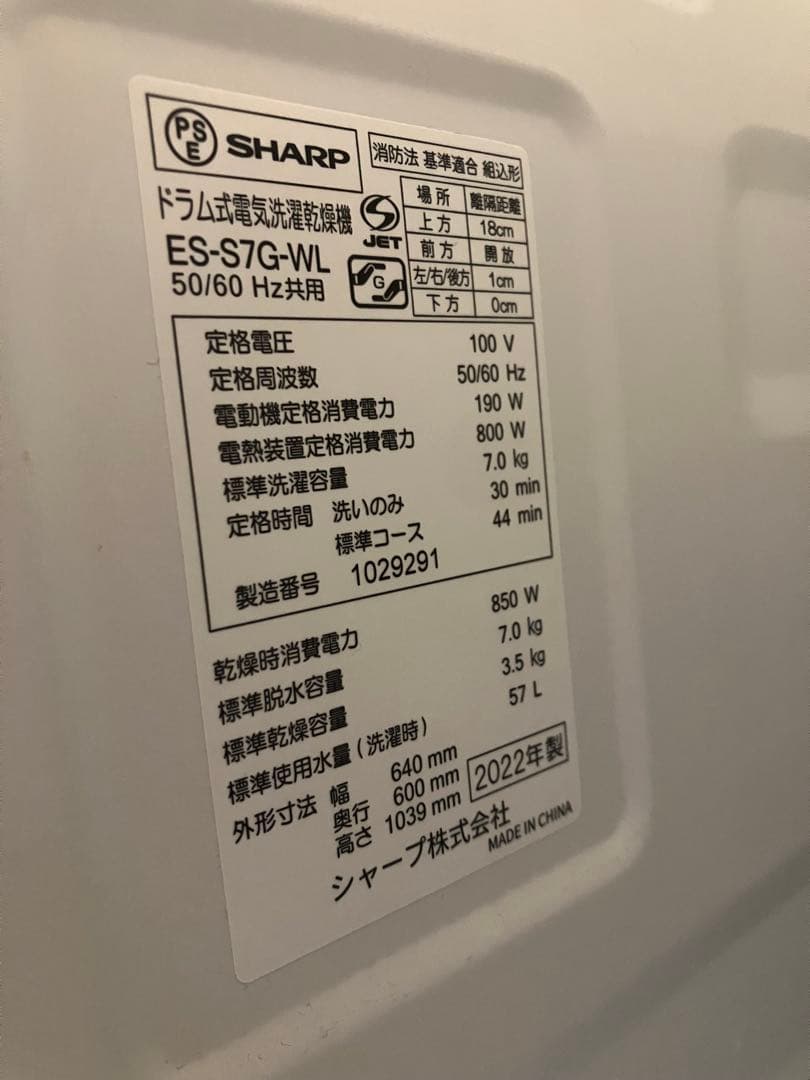 PSE SHARP
ドラム式電気洗濯乾燥機
ES-S7G-WL
50/60 Hz共用
JET
G
消防法 基準適合 組込形
場所 離隔距離
上方 18cm
前方 開放
左/右/後方 1cm
下方 0cm
定格電圧 100 V
定格周波数 50/60 Hz
電動機定格消費電力 190 W
電熱装置定格消費電力 800 W
標準洗濯容量 7.0 kg
定格時間 洗いのみ 30 min
標準コース 44 min
製造番号 1029291
乾燥時消費電力 850 W
標準脱水容量 7.0 kg
標準乾燥容量 3.5 kg
標準使用水量(洗濯時) 57 L
外形寸法 幅 640 mm
奥行 600 mm
高さ 1039 mm
2022年製
シャープ株式会社
MADE IN CHINA